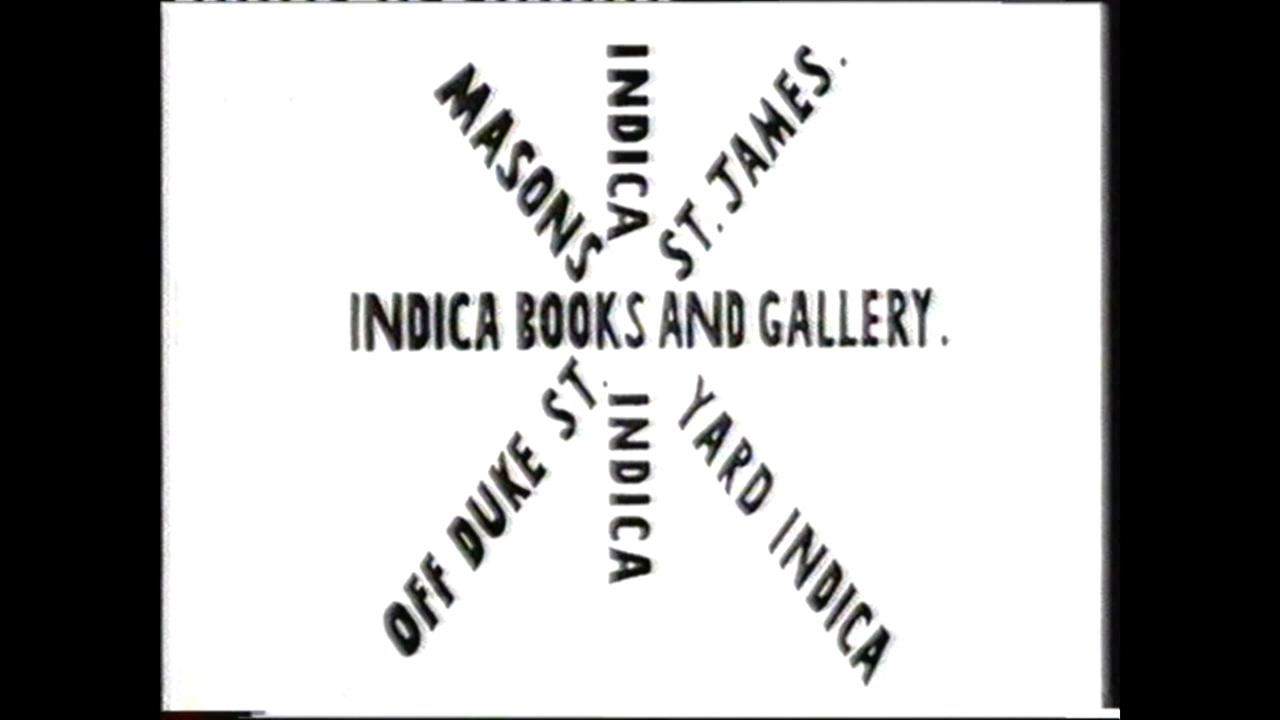 MASONS YARD INDICA
INDICA INDICA
OFF DUKE ST. ST. JAMES.
INDICA BOOKS AND GALLERY.